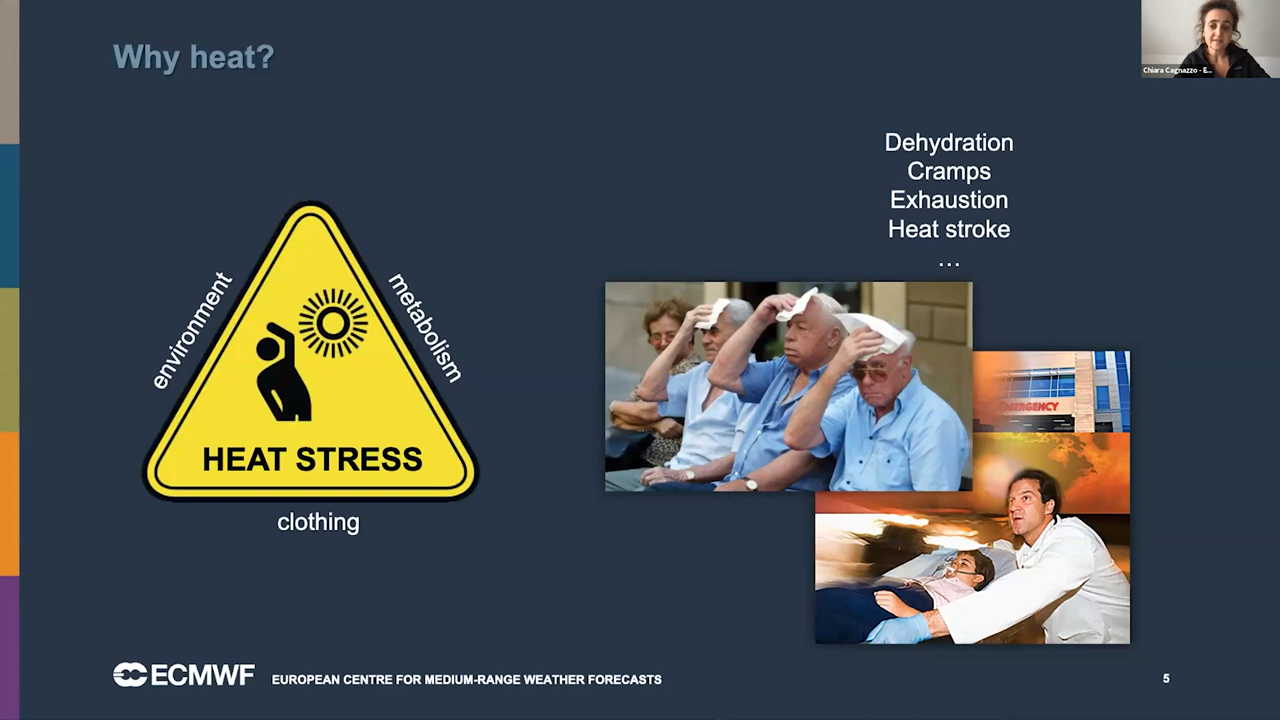 Why heat?
Chiara Cagnazzo - E...
Dehydration
Cramps
Exhaustion
Heat stroke
...
environment
metabolism
HEAT STRESS
clothing
EMERGENCY
ECMWF EUROPEAN CENTRE FOR MEDIUM-RANGE WEATHER FORECASTS
5